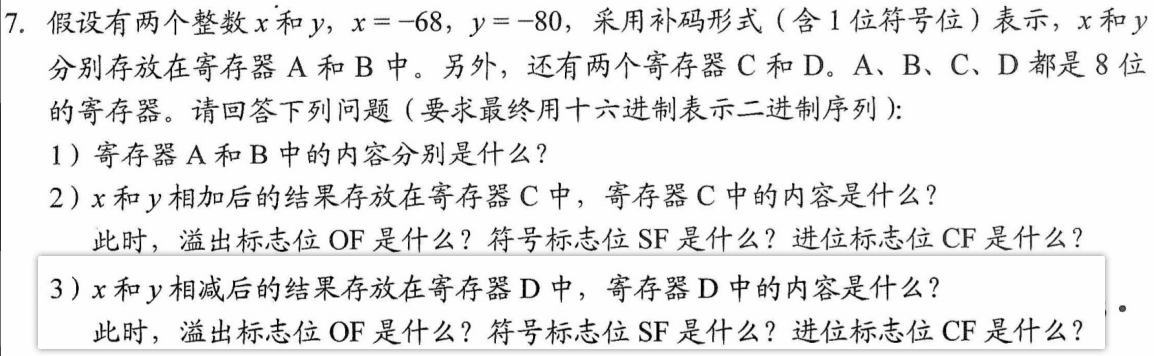 7. 假设有两个整数 x 和 y，x = −68，y = −80，采用补码形式（含 1 位符号位）表示，x 和 y
分别存放在寄存器 A 和 B 中。另外，还有两个寄存器 C 和 D。A、B、C、D 都是 8 位
的寄存器。请回答下列问题（要求最终用十六进制表示二进制序列）：
1）寄存器 A 和 B 中的内容分别是什么？
2）x 和 y 相加后的结果存放在寄存器 C 中，寄存器 C 中的内容是什么？
此时，溢出标志位 OF 是什么？符号标志位 SF 是什么？进位标志位 CF 是什么？
3）x 和 y 相减后的结果存放在寄存器 D 中，寄存器 D 中的内容是什么？
此时，溢出标志位 OF 是什么？符号标志位 SF 是什么？进位标志位 CF 是什么？